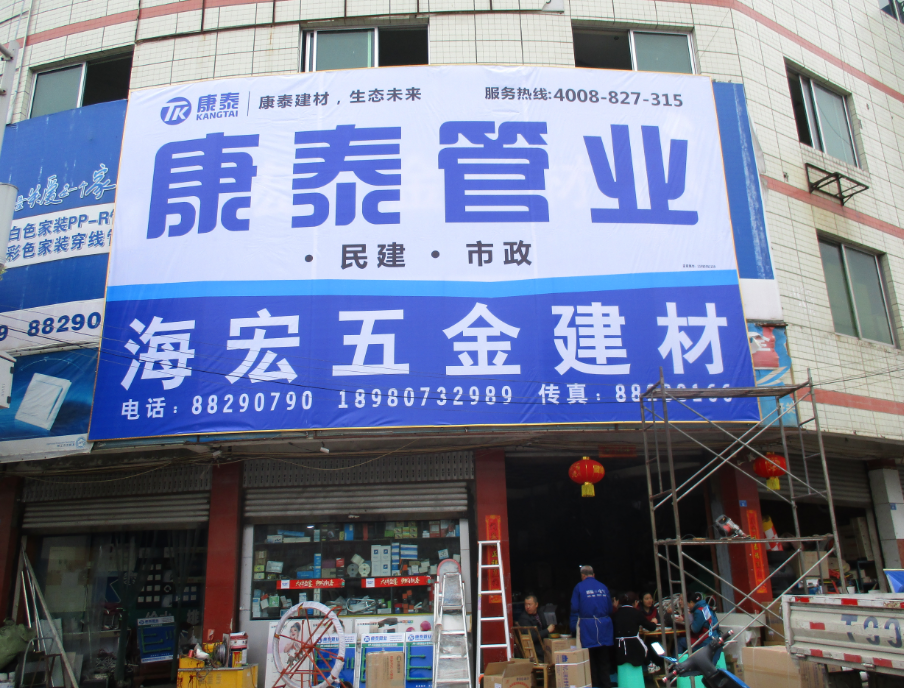 TK 康泰 KANGTAI 康泰建材，生态未来 服务热线:4008-827-315
康泰管业
·民建·市政
海宏五金建材
电话：88290790 18980732989 传真：88
白色家装PP-R
彩色家装穿线
88290